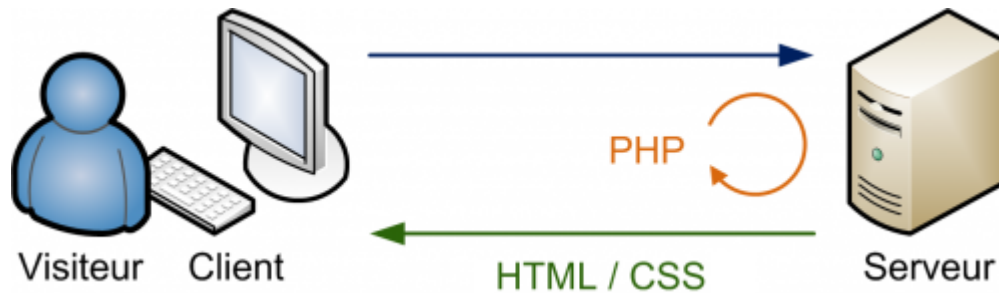 PHP
Visiteur
Client
HTML / CSS
Serveur